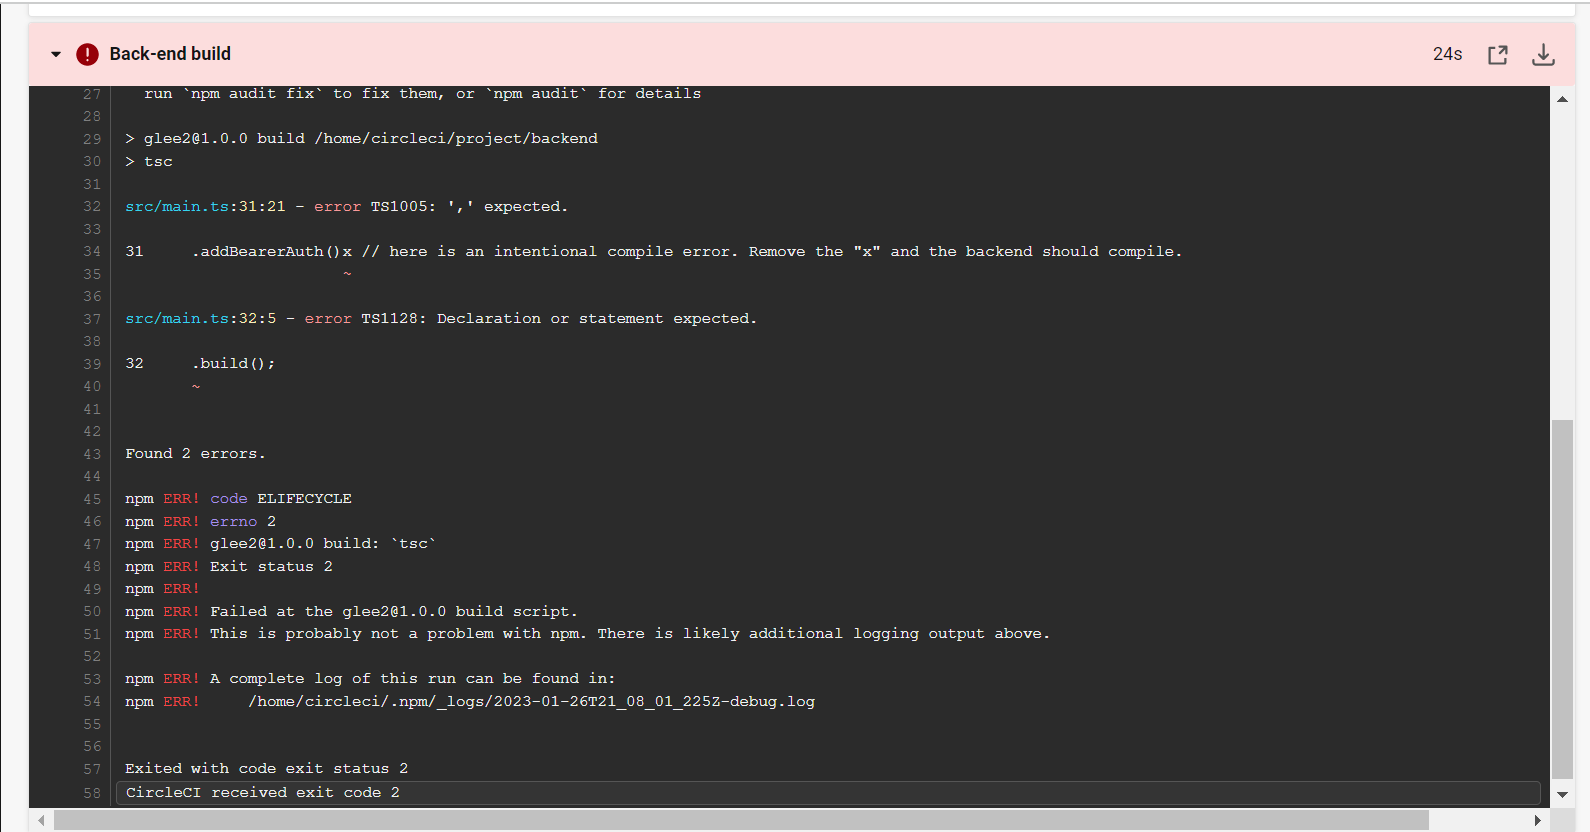 Back-end build 24s
27 run `npm audit fix` to fix them, or `npm audit` for details
28
29 > glee2@1.0.0 build /home/circleci/project/backend
30 > tsc
31
32 src/main.ts:31:21 - error TS1005: ',' expected.
33
34 31     .addBearerAuth()x // here is an intentional compile error. Remove the "x" and the backend should compile.
35                        ~
36
37 src/main.ts:32:5 - error TS1128: Declaration or statement expected.
38
39 32     .build();
40        ~
41
42
43 Found 2 errors.
44
45 npm ERR! code ELIFECYCLE
46 npm ERR! errno 2
47 npm ERR! glee2@1.0.0 build: `tsc`
48 npm ERR! Exit status 2
49 npm ERR!
50 npm ERR! Failed at the glee2@1.0.0 build script.
51 npm ERR! This is probably not a problem with npm. There is likely additional logging output above.
52
53 npm ERR! A complete log of this run can be found in:
54 npm ERR!     /home/circleci/.npm/_logs/2023-01-26T21_08_01_225Z-debug.log
55
56
57 Exited with code exit status 2
58 CircleCI received exit code 2